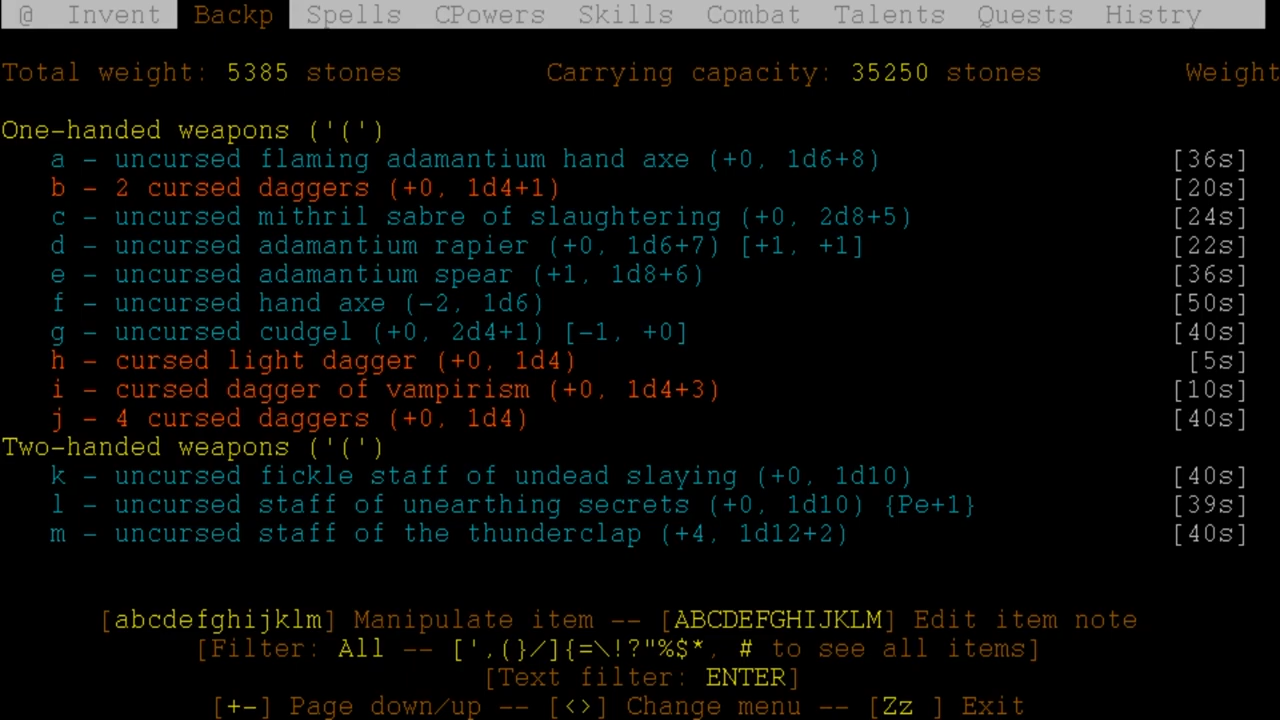 @ Invent Backp Spells CPowers Skills Combat Talents Quests Histry
Total weight: 5385 stones Carrying capacity: 35250 stones Weight
One-handed weapons ('(')
a - uncursed flaming adamantium hand axe (+0, 1d6+8) [36s]
b - 2 cursed daggers (+0, 1d4+1) [20s]
c - uncursed mithril sabre of slaughtering (+0, 2d8+5) [24s]
d - uncursed adamantium rapier (+0, 1d6+7) [+1, +1] [22s]
e - uncursed adamantium spear (+1, 1d8+6) [36s]
f - uncursed hand axe (-2, 1d6) [50s]
g - uncursed cudgel (+0, 2d4+1) [-1, +0] [40s]
h - cursed light dagger (+0, 1d4) [5s]
i - cursed dagger of vampirism (+0, 1d4+3) [10s]
j - 4 cursed daggers (+0, 1d4) [40s]
Two-handed weapons ('(')
k - uncursed fickle staff of undead slaying (+0, 1d10) [40s]
l - uncursed staff of unearthing secrets (+0, 1d10) {Pe+1} [39s]
m - uncursed staff of the thunderclap (+4, 1d12+2) [40s]
[abcdefghijklm] Manipulate item -- [ABCDEFGHIJKLM] Edit item note
[Filter: All -- [',(}/]{=\!?"%$*, # to see all items]
[Text filter: ENTER]
[+-] Page down/up -- [<>] Change menu -- [Zz ] Exit